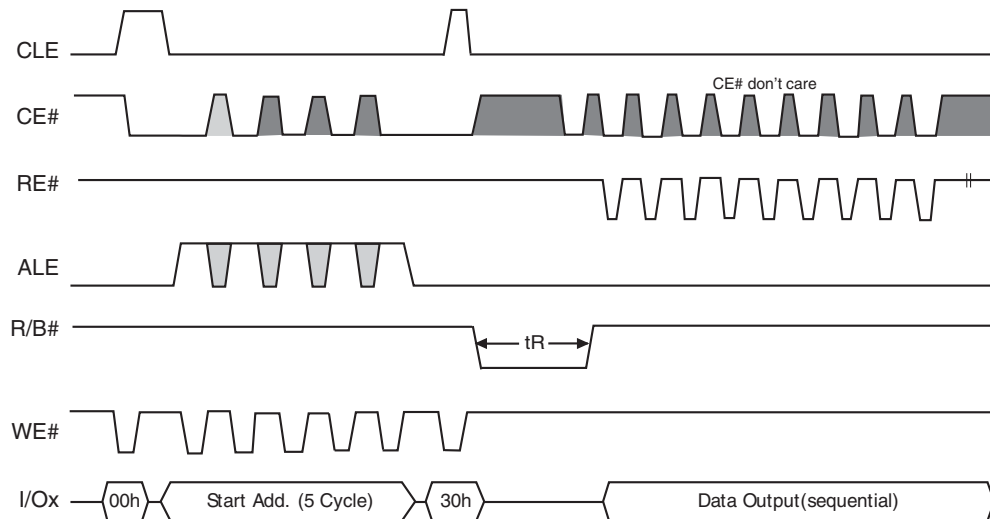 CLE
CE# don't care
CE#
RE#
ALE
R/B#
tR
WE#
I/Ox
00h
Start Add. (5 Cycle)
30h
Data Output(sequential)